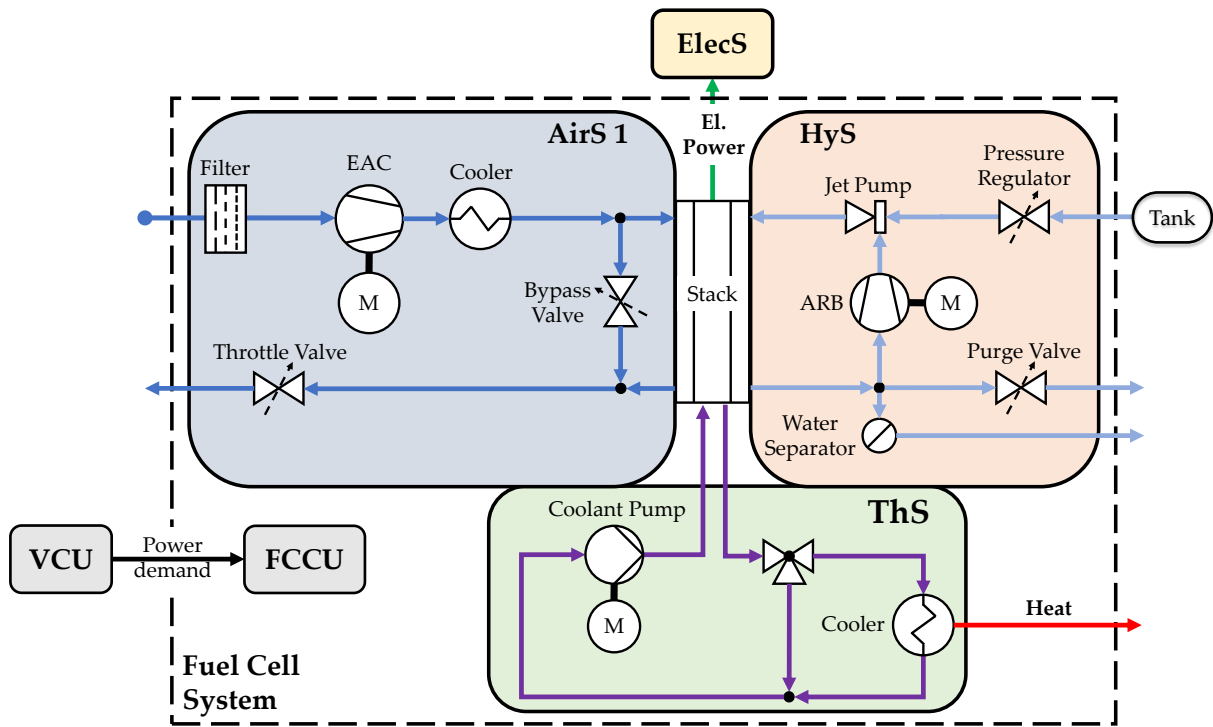 ElecS
AirS 1
El.
Power
HyS
Filter
EAC
Cooler
Jet Pump
Pressure
Regulator
Tank
M
Bypass
Valve
Stack
ARB
M
Throttle Valve
Purge Valve
Water
Separator
Coolant Pump
ThS
VCU
Power
demand
FCCU
M
Cooler
Heat
Fuel Cell
System